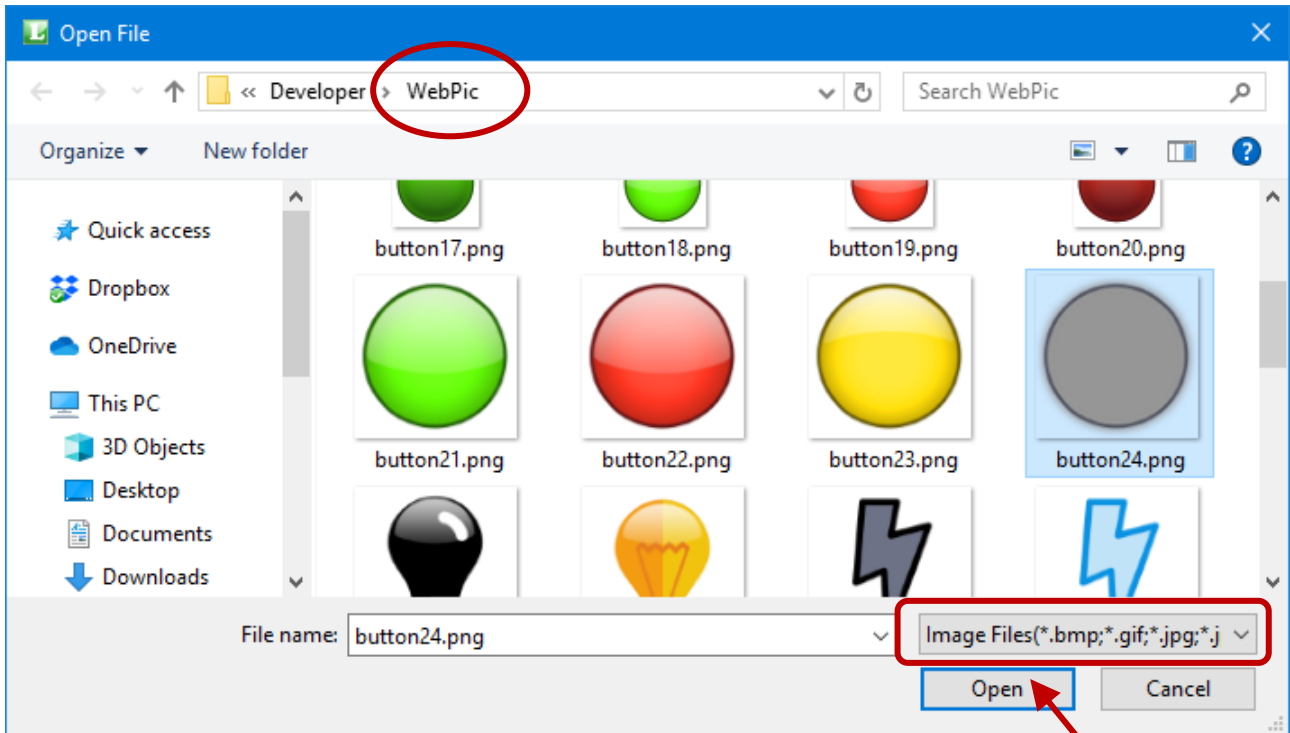 L Open File
« Developer › WebPic
Search WebPic
Organize
New folder
?
Quick access
Dropbox
OneDrive
This PC
3D Objects
Desktop
Documents
Downloads
button17.png button18.png button19.png button20.png
button21.png button22.png button23.png button24.png
File name: button24.png
Image Files(*.bmp;*.gif;*.jpg;*.j
Open Cancel